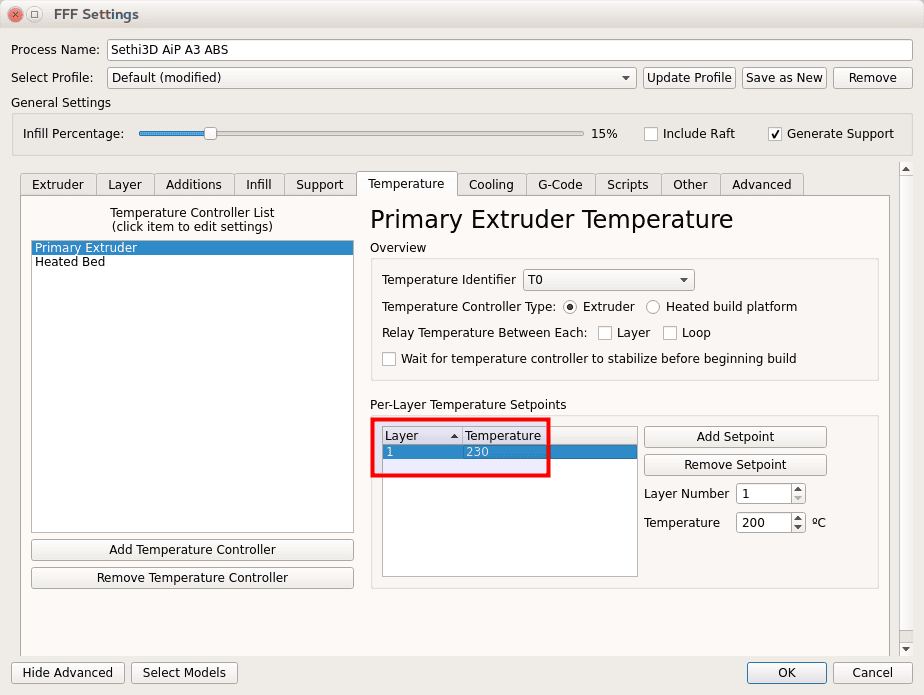 FFF Settings
Process Name: Sethi3D AiP A3 ABS
Select Profile: Default (modified) Update Profile Save as New Remove
General Settings
Infill Percentage: 15% Include Raft Generate Support
Extruder Layer Additions Infill Support Temperature Cooling G-Code Scripts Other Advanced
Temperature Controller List
(click item to edit settings)
Primary Extruder
Heated Bed
Add Temperature Controller
Remove Temperature Controller
Primary Extruder Temperature
Overview
Temperature Identifier T0
Temperature Controller Type: Extruder Heated build platform
Relay Temperature Between Each: Layer Loop
Wait for temperature controller to stabilize before beginning build
Per-Layer Temperature Setpoints
Layer Temperature
1 230
Add Setpoint
Remove Setpoint
Layer Number 1
Temperature 200 ºC
Hide Advanced Select Models OK Cancel